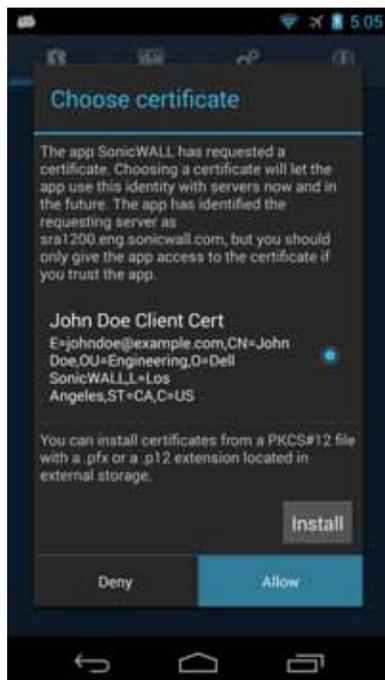 5:05
Choose certificate
The app SonicWALL has requested a
certificate. Choosing a certificate will let the
app use this identity with servers now and in
the future. The app has identified the
requesting server as
sra1200.eng.sonicwall.com, but you should
only give the app access to the certificate if
you trust the app.
John Doe Client Cert
E=johndoe@example.com,CN=John
Doe,OU=Engineering,O=Dell
SonicWALL,L=Los
Angeles,ST=CA,C=US
You can install certificates from a PKCS#12 file
with a .pfx or a .p12 extension located in
external storage.
Install
Deny
Allow